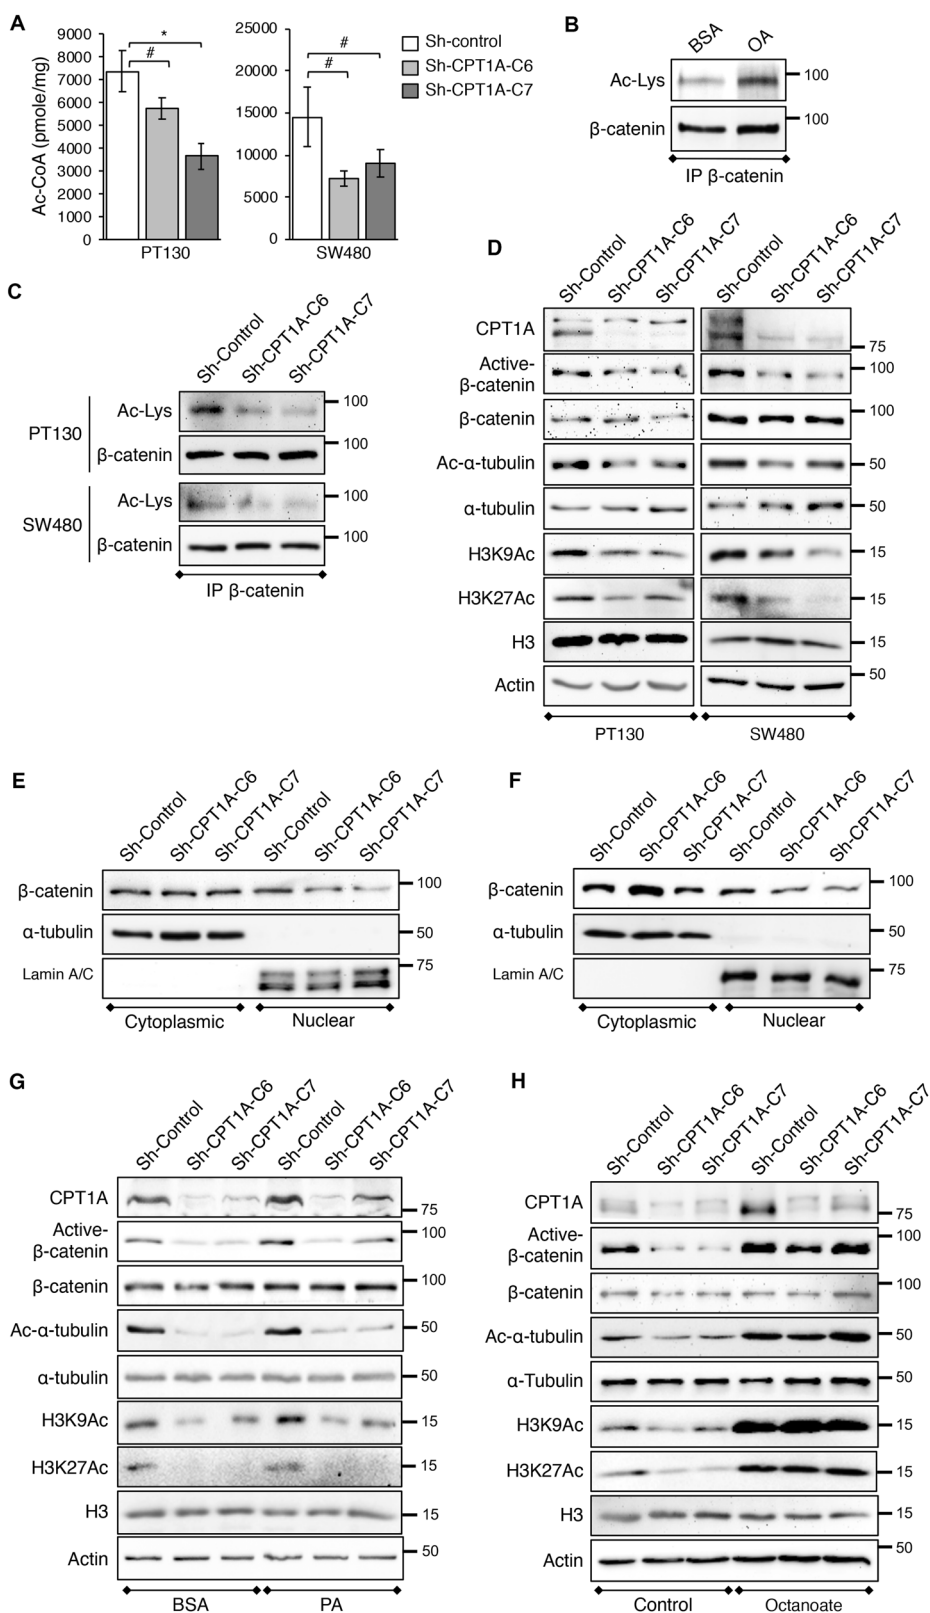 A
Ac-CoA (pmole/mg)
9000
8000
7000
6000
5000
4000
3000
2000
1000
0
*
#
PT130
25000
20000
15000
10000
5000
0
#
#
SW480
Sh-control
Sh-CPT1A-C6
Sh-CPT1A-C7
B
BSA OA
Ac-Lys 100
β-catenin 100
IP β-catenin
C
Sh-Control Sh-CPT1A-C6 Sh-CPT1A-C7
PT130
Ac-Lys 100
β-catenin 100
SW480
Ac-Lys 100
β-catenin 100
IP β-catenin
D
Sh-Control Sh-CPT1A-C6 Sh-CPT1A-C7 Sh-Control Sh-CPT1A-C6 Sh-CPT1A-C7
CPT1A 75
Active-
β-catenin 100
β-catenin 100
Ac-α-tubulin 50
α-tubulin 50
H3K9Ac 15
H3K27Ac 15
H3 15
Actin 50
PT130 SW480
E
Sh-Control Sh-CPT1A-C6 Sh-CPT1A-C7 Sh-Control Sh-CPT1A-C6 Sh-CPT1A-C7
β-catenin 100
α-tubulin 50
Lamin A/C 75
Cytoplasmic Nuclear
F
Sh-Control Sh-CPT1A-C6 Sh-CPT1A-C7 Sh-Control Sh-CPT1A-C6 Sh-CPT1A-C7
β-catenin 100
α-tubulin 50
Lamin A/C 75
Cytoplasmic Nuclear
G
Sh-Control Sh-CPT1A-C6 Sh-CPT1A-C7 Sh-Control Sh-CPT1A-C6 Sh-CPT1A-C7
CPT1A 75
Active-
β-catenin 100
β-catenin 100
Ac-α-tubulin 50
α-tubulin 50
H3K9Ac 15
H3K27Ac 15
H3 15
Actin 50
BSA PA
H
Sh-Control Sh-CPT1A-C6 Sh-CPT1A-C7 Sh-Control Sh-CPT1A-C6 Sh-CPT1A-C7
CPT1A 75
Active-
β-catenin 100
β-catenin 100
Ac-α-tubulin 50
α-Tubulin 50
H3K9Ac 15
H3K27Ac 15
H3 15
Actin 50
Control Octanoate